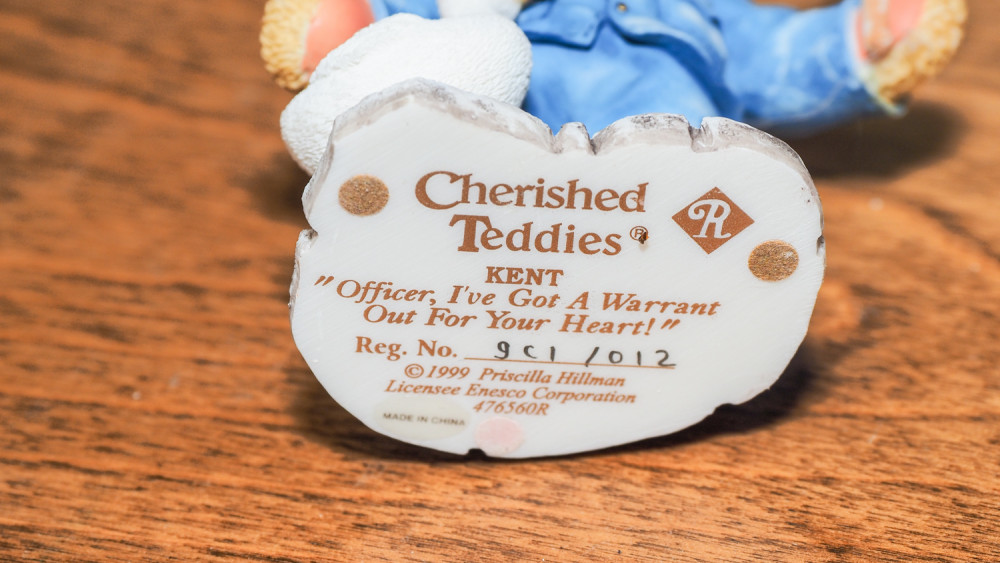 Cherished
Teddies®
R
KENT
"Officer, I've Got A Warrant
Out For Your Heart!"
Reg. No. 9C1/012
©1999 Priscilla Hillman
Licensee Enesco Corporation
476560R
MADE IN CHINA